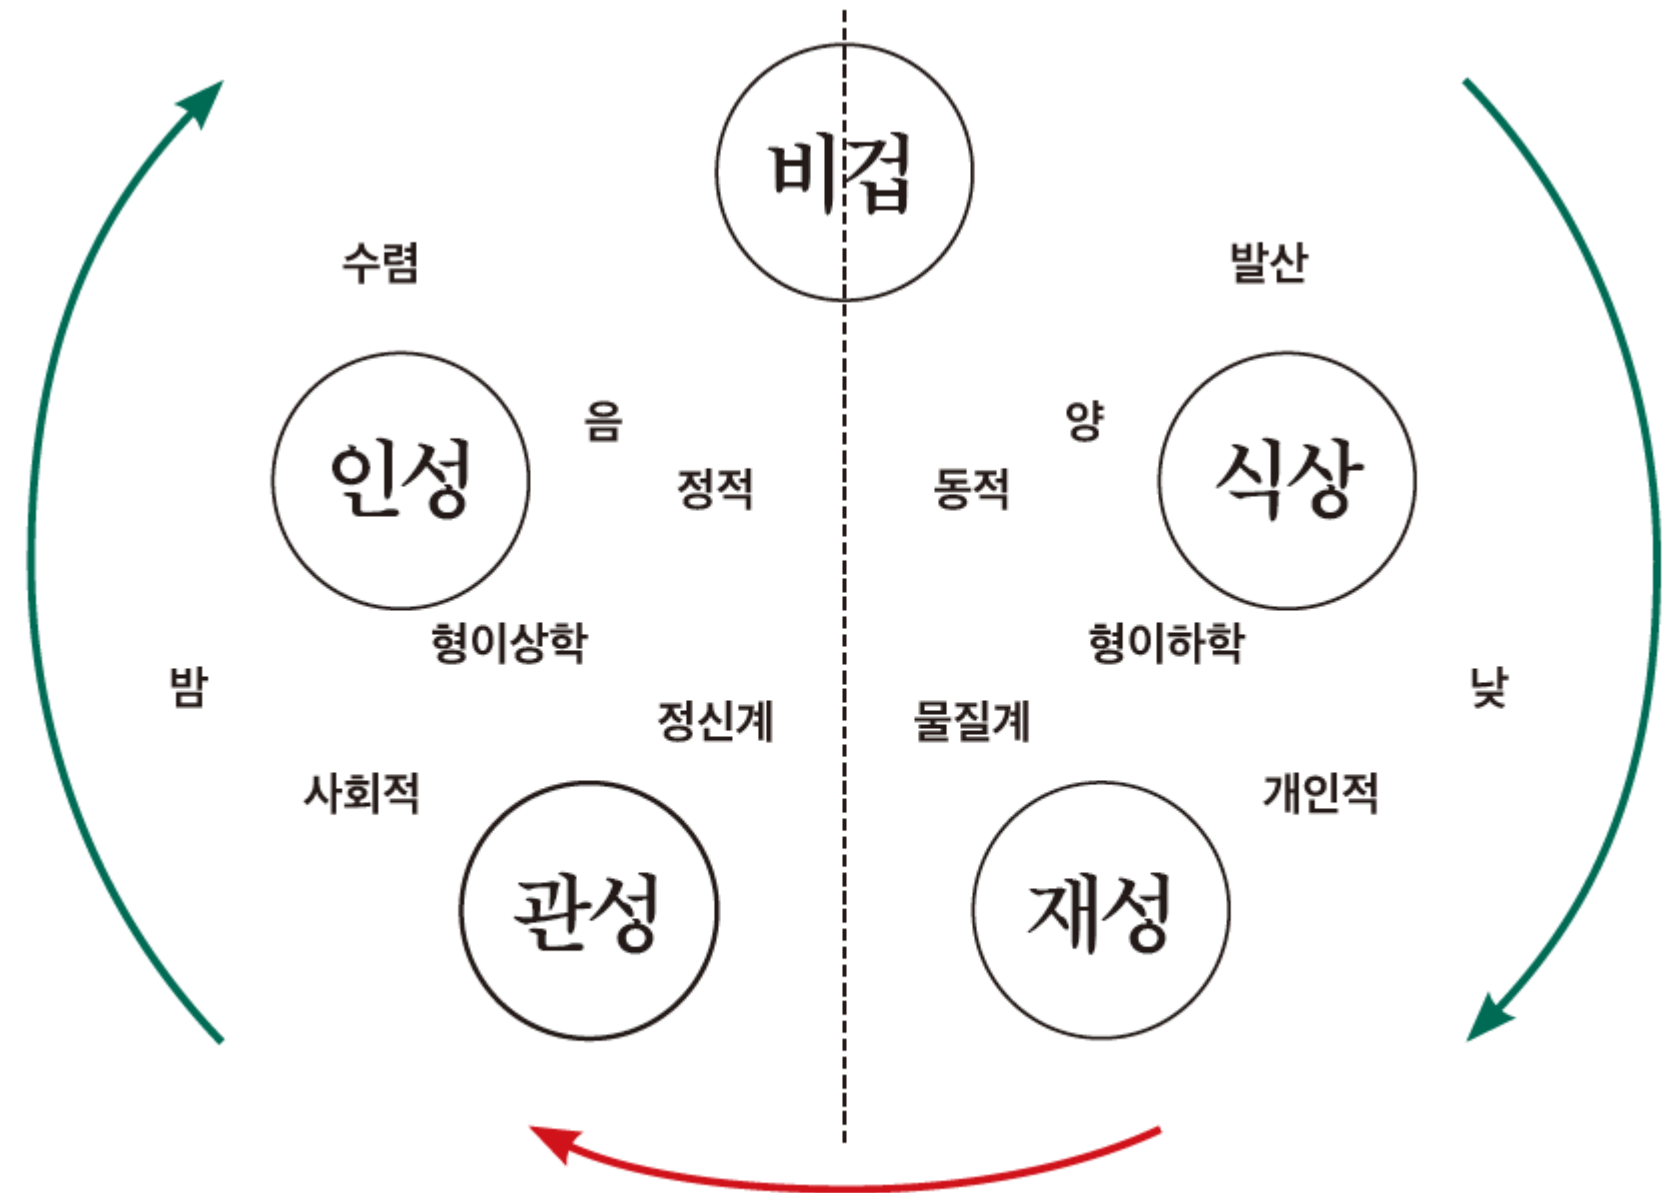 비겁
수렴
발산
인성
음
양
식상
정적
동적
형이상학
형이하학
밤
낮
정신계
물질계
사회적
개인적
관성
재성